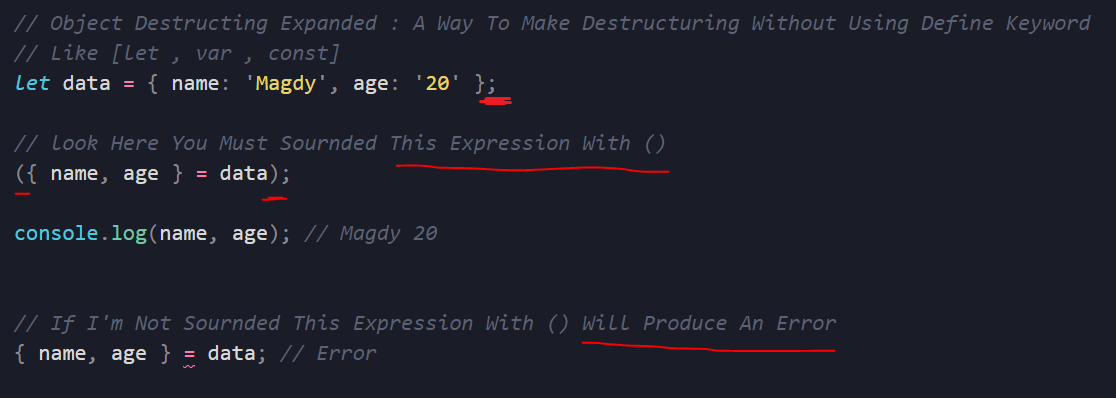 // Object Destructing Expanded : A Way To Make Destructuring Without Using Define Keyword
// Like [let , var , const]
let data = { name: 'Magdy', age: '20' };
// look Here You Must Sournded This Expression With ()
({ name, age } = data);
console.log(name, age); // Magdy 20
// If I'm Not Sournded This Expression With () Will Produce An Error
{ name, age } = data; // Error